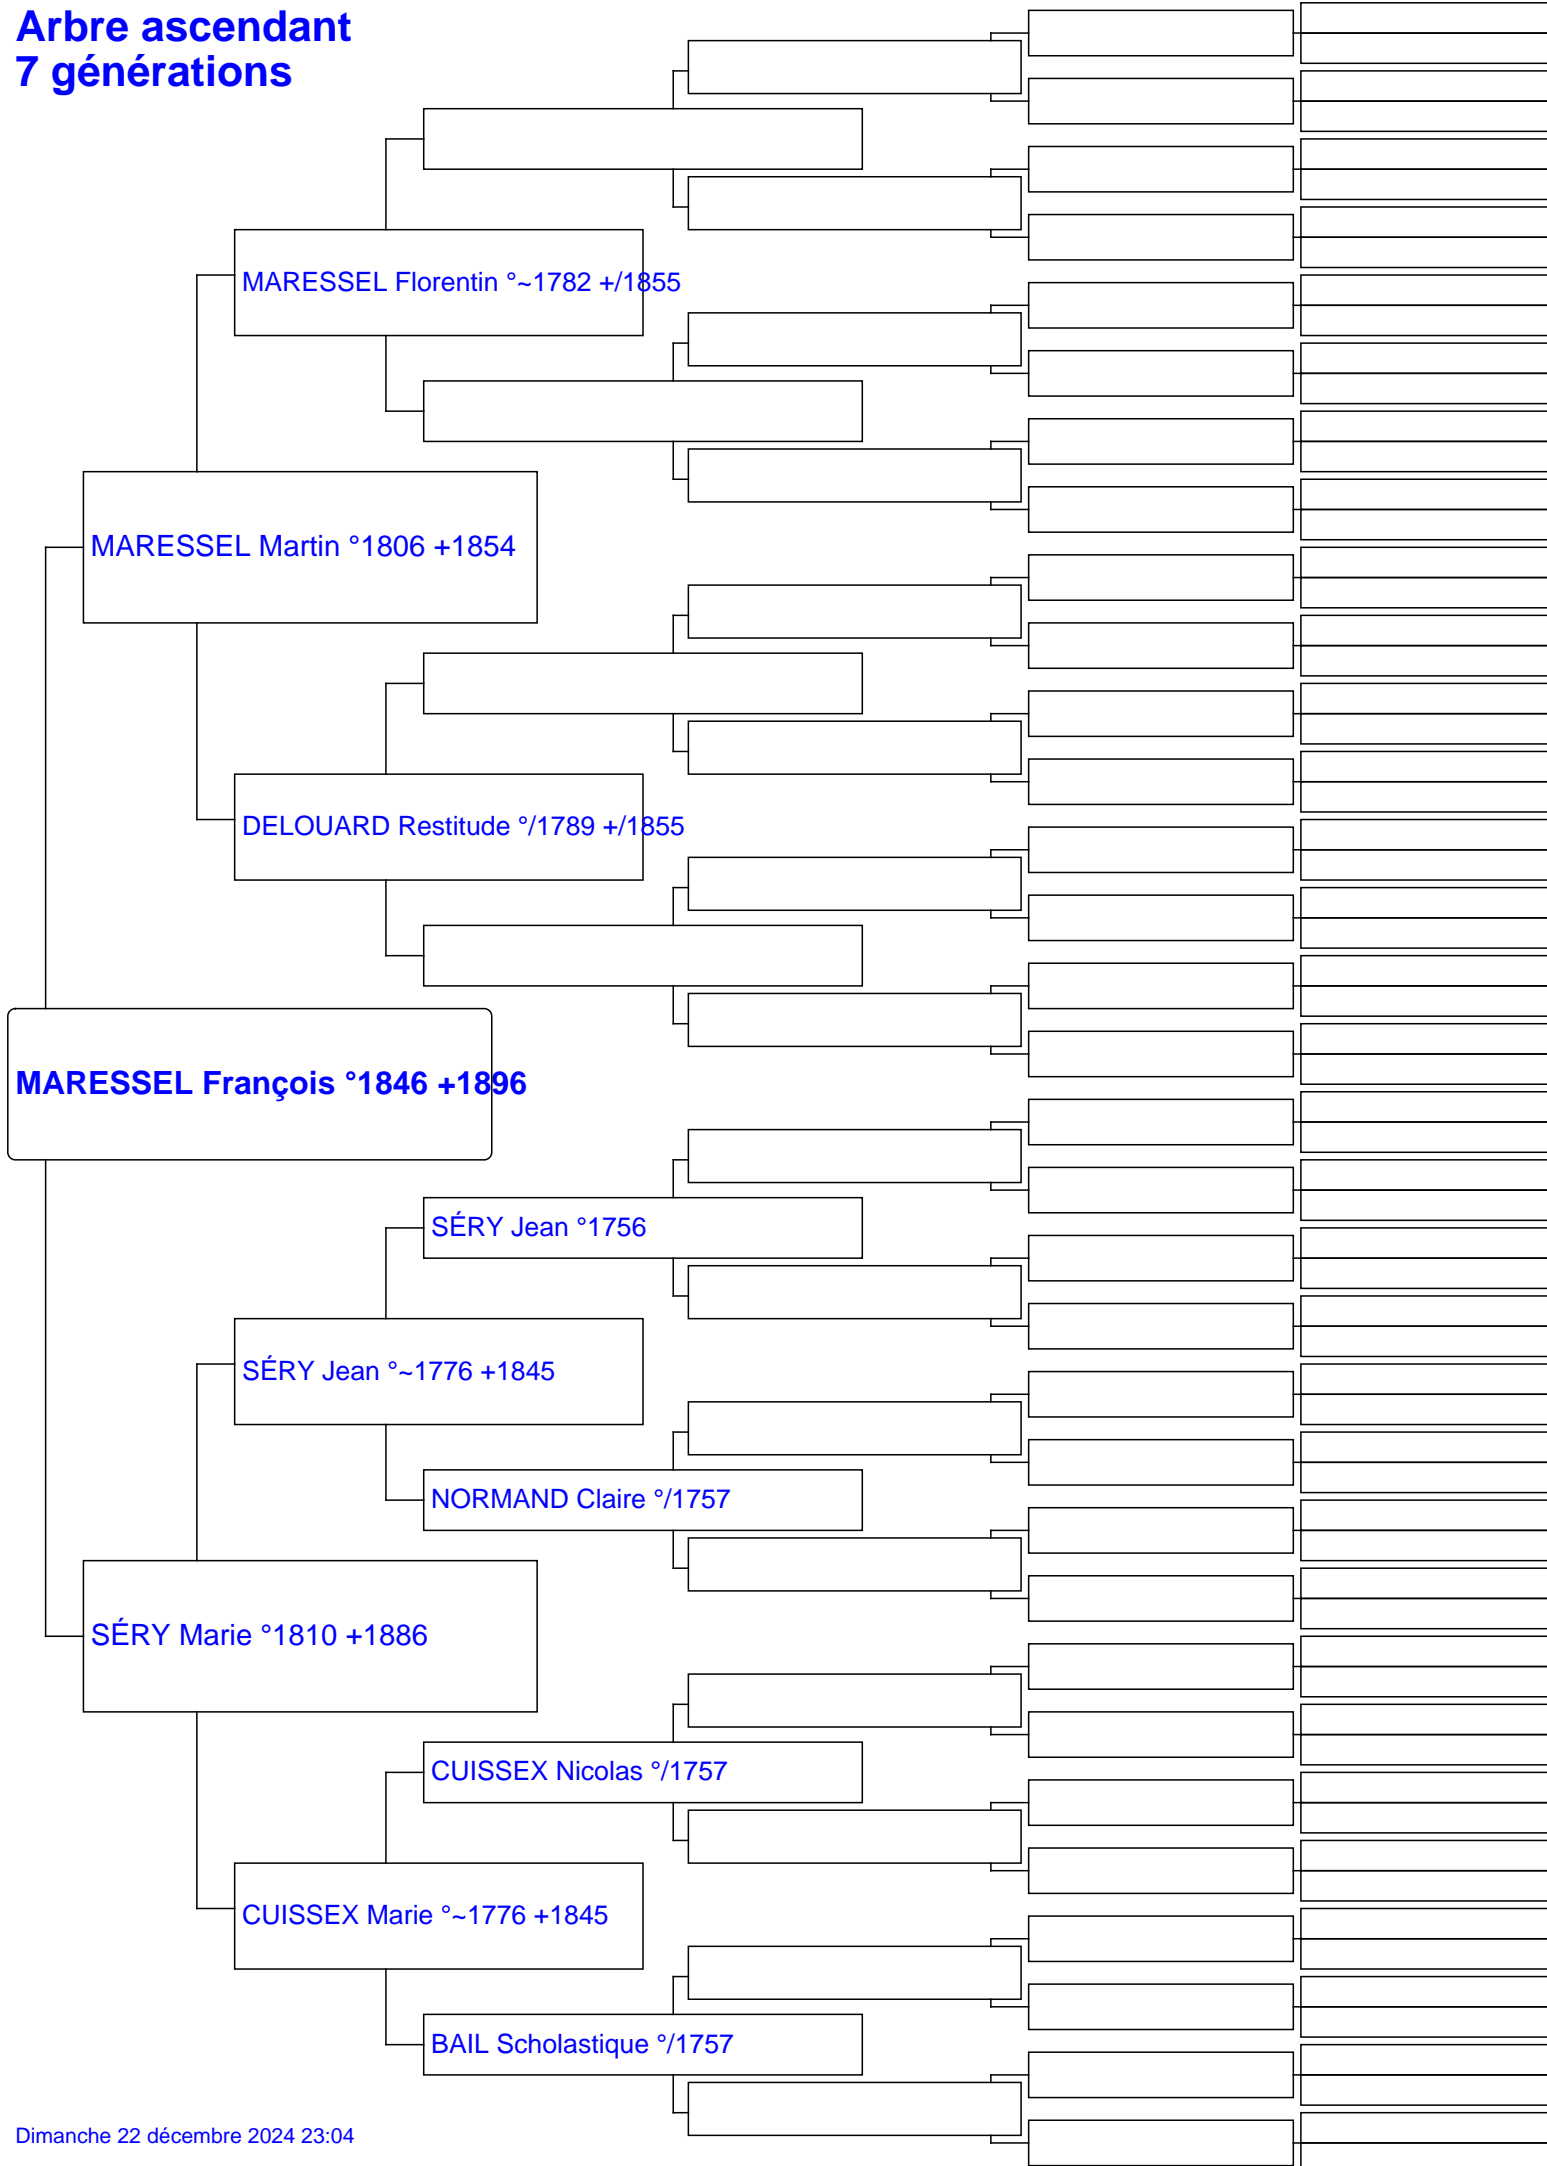 Arbre ascendant
7 générations
MARESSEL Florentin °~1782 +/1855
MARESSEL Martin °1806 +1854
DELOUARD Restitude °/1789 +/1855
MARESSEL François °1846 +1896
SÉRY Jean °1756
SÉRY Jean °~1776 +1845
NORMAND Claire °/1757
SÉRY Marie °1810 +1886
CUISSEX Nicolas °/1757
CUISSEX Marie °~1776 +1845
BAIL Scholastique °/1757
Dimanche 22 décembre 2024 23:04